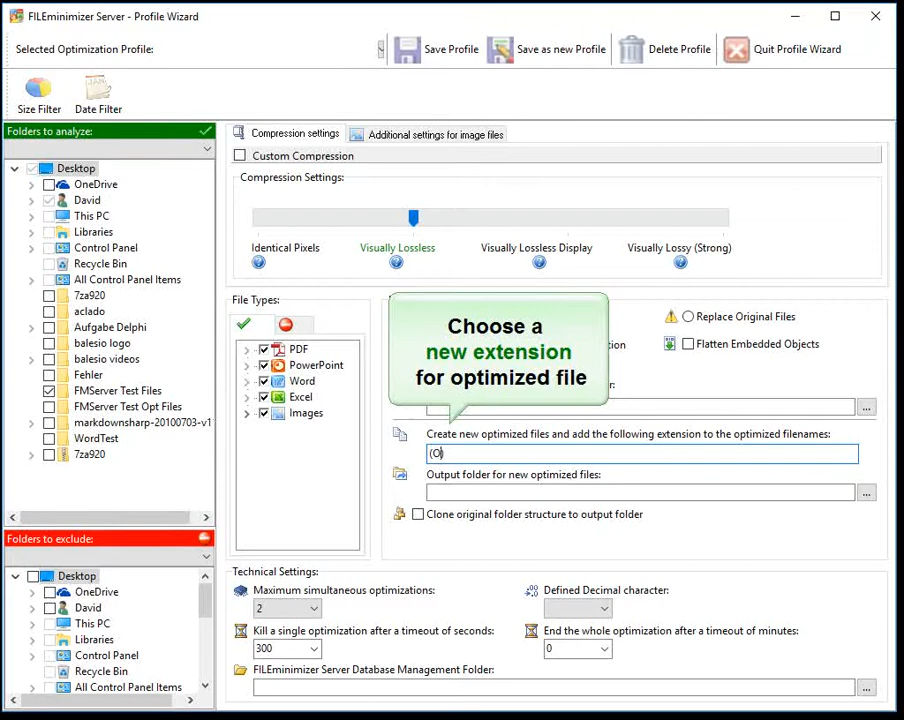 FILEminimizer Server - Profile Wizard
Selected Optimization Profile:
Save Profile
Save as new Profile
Delete Profile
Quit Profile Wizard
JAN
Size Filter
Date Filter
Folders to analyze:
Desktop
OneDrive
David
This PC
Libraries
Control Panel
Recycle Bin
All Control Panel Items
7za920
aclado
Aufgabe Delphi
balesio logo
balesio videos
Fehler
FMServer Test Files
FMServer Test Opt Files
markdownsharp-20100703-v1
WordTest
7za920
Folders to exclude:
Desktop
OneDrive
David
This PC
Libraries
Control Panel
Recycle Bin
All Control Panel Items
Compression settings
Additional settings for image files
Custom Compression
Compression Settings:
Identical Pixels
Visually Lossless
Visually Lossless Display
Visually Lossy (Strong)
File Types:
PDF
PowerPoint
Word
Excel
Images
Choose a
new extension
for optimized file
Replace Original Files
Flatten Embedded Objects
Create new optimized files and add the following extension to the optimized filenames:
(O)
Output folder for new optimized files:
...
Clone original folder structure to output folder
Technical Settings:
Maximum simultaneous optimizations:
2
Defined Decimal character:
Kill a single optimization after a timeout of seconds:
300
End the whole optimization after a timeout of minutes:
0
FILEminimizer Server Database Management Folder:
...